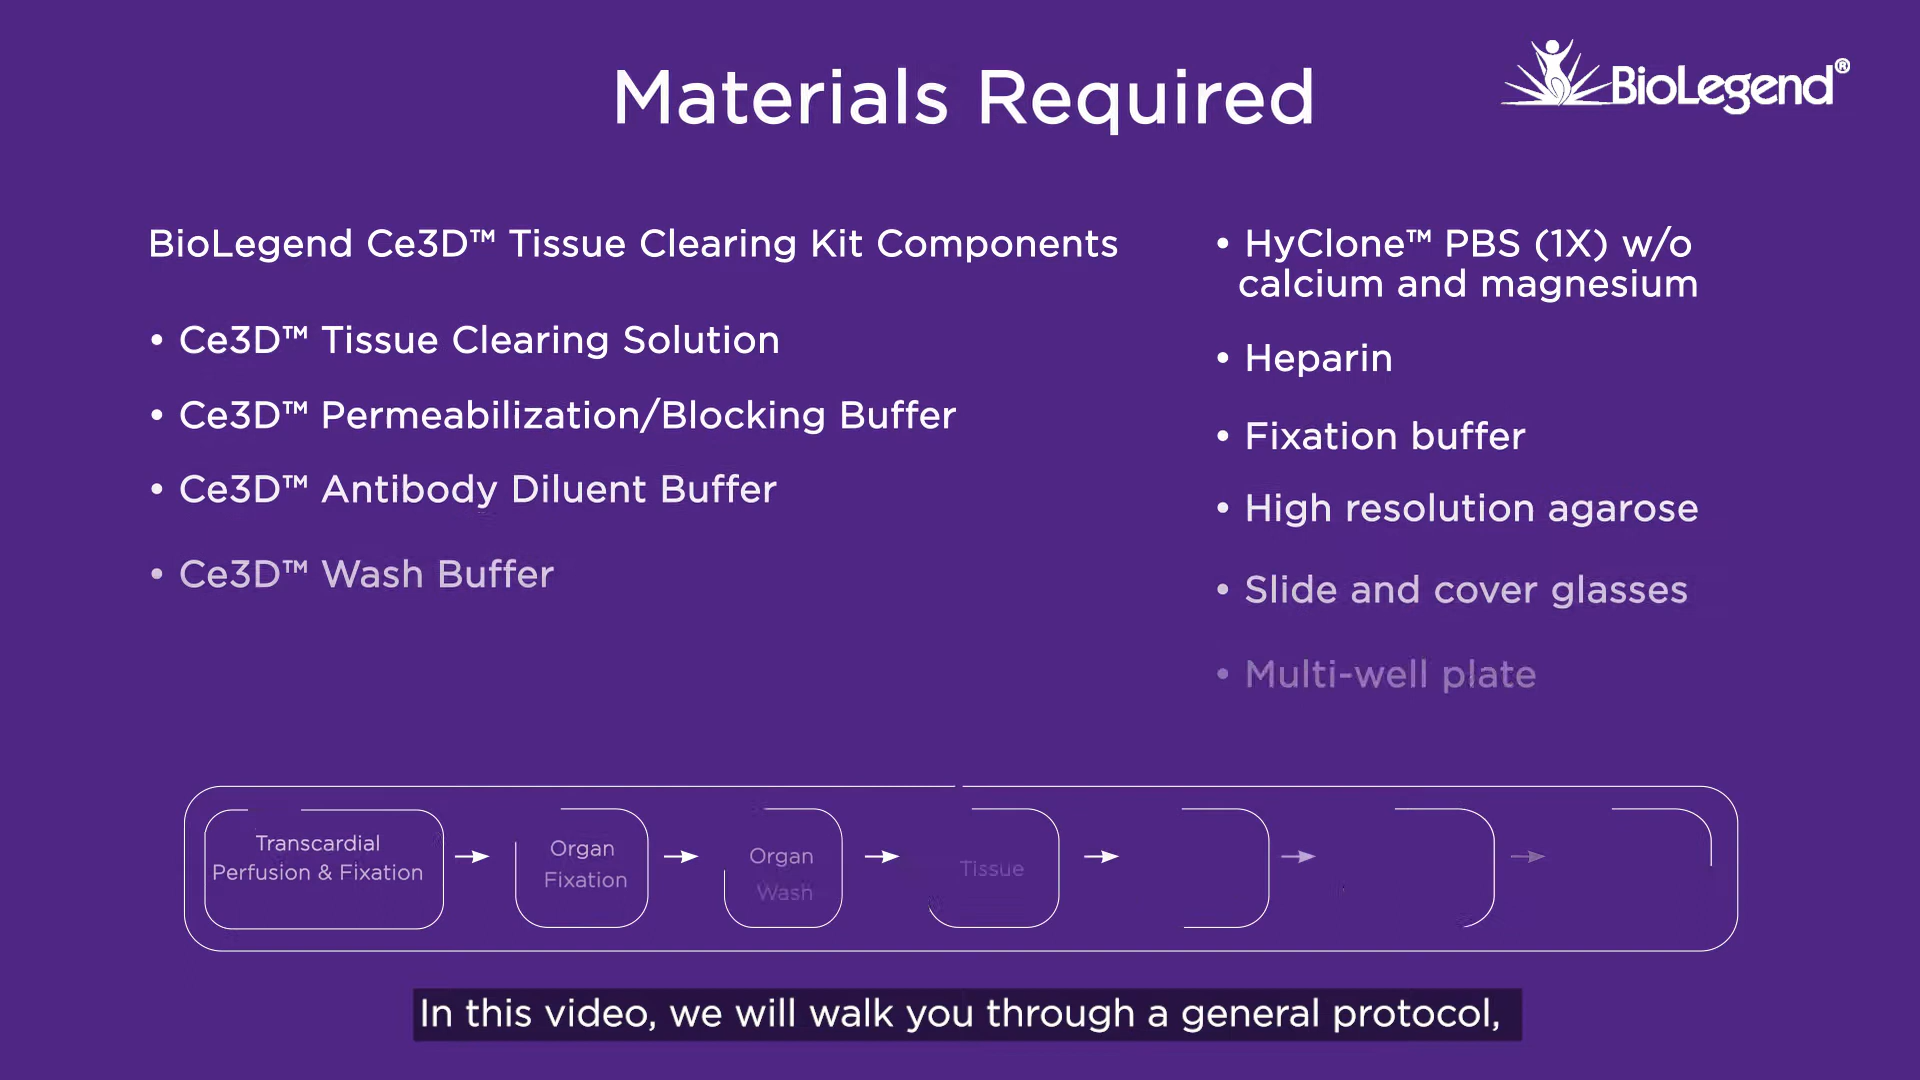 Materials Required
BioLegend®
BioLegend Ce3D™ Tissue Clearing Kit Components
• Ce3D™ Tissue Clearing Solution
• Ce3D™ Permeabilization/Blocking Buffer
• Ce3D™ Antibody Diluent Buffer
• Ce3D™ Wash Buffer
• HyClone™ PBS (1X) w/o
calcium and magnesium
• Heparin
• Fixation buffer
• High resolution agarose
• Slide and cover glasses
• Multi-well plate
Transcardial
Perfusion & Fixation
Organ
Fixation
Organ
Wash
Tissue
In this video, we will walk you through a general protocol,